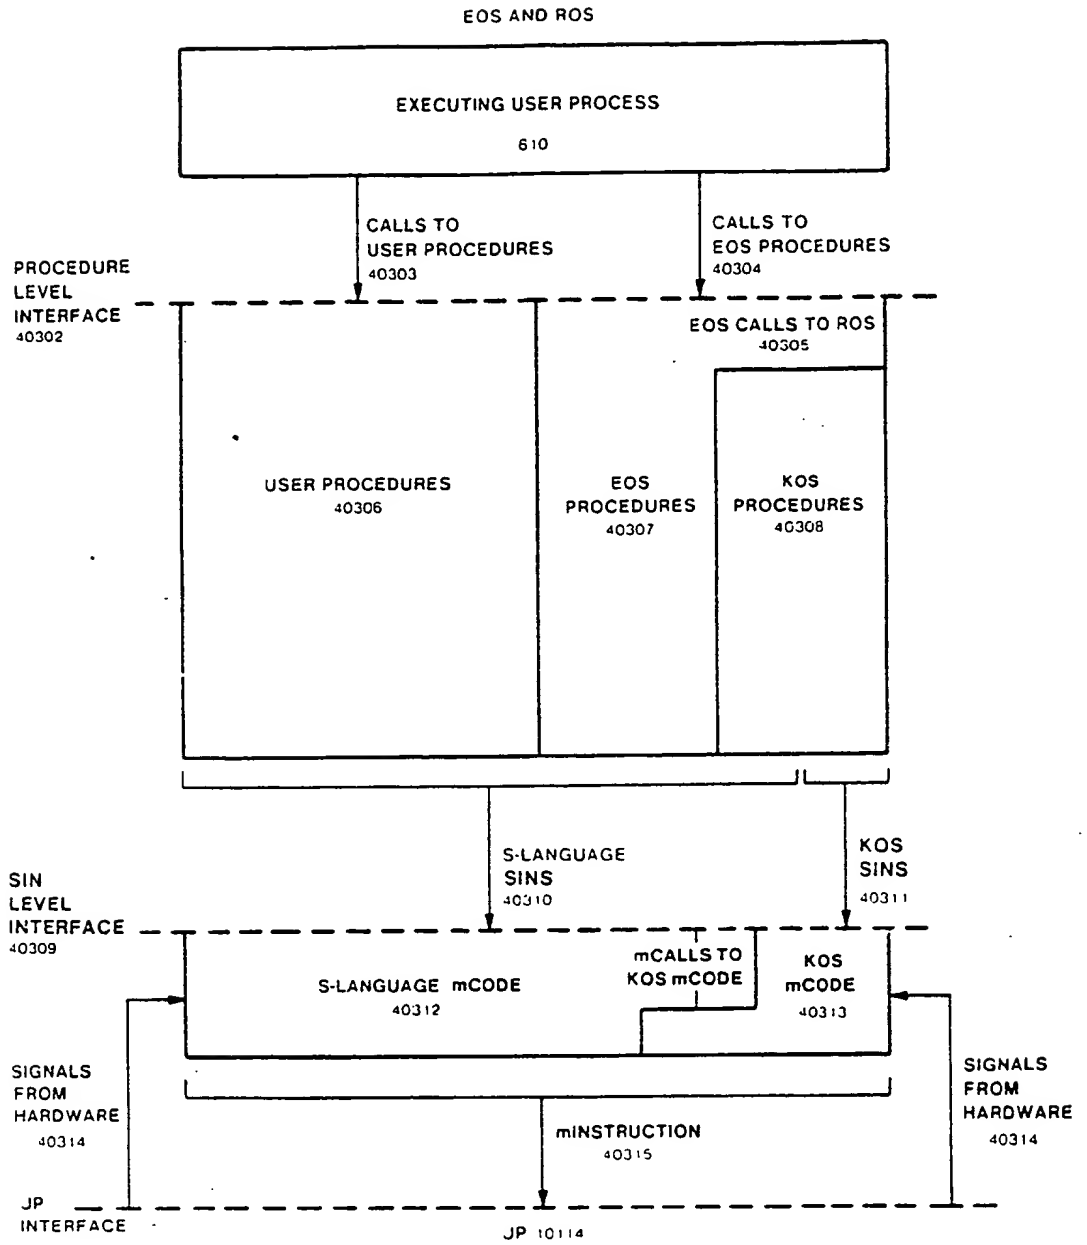 EOS AND ROS
EXECUTING USER PROCESS
610
CALLS TO
USER PROCEDURES
40303
CALLS TO
EOS PROCEDURES
40304
PROCEDURE
LEVEL
INTERFACE
40302
EOS CALLS TO ROS
40305
USER PROCEDURES
40306
EOS
PROCEDURES
40307
KOS
PROCEDURES
40308
S-LANGUAGE
SINS
40310
KOS
SINS
40311
SIN
LEVEL
INTERFACE
40309
S-LANGUAGE mCODE
40312
mCALLS TO
KOS mCODE
KOS
mCODE
40313
SIGNALS
FROM
HARDWARE
40314
SIGNALS
FROM
HARDWARE
40314
mINSTRUCTION
40315
JP
INTERFACE
JP 10114